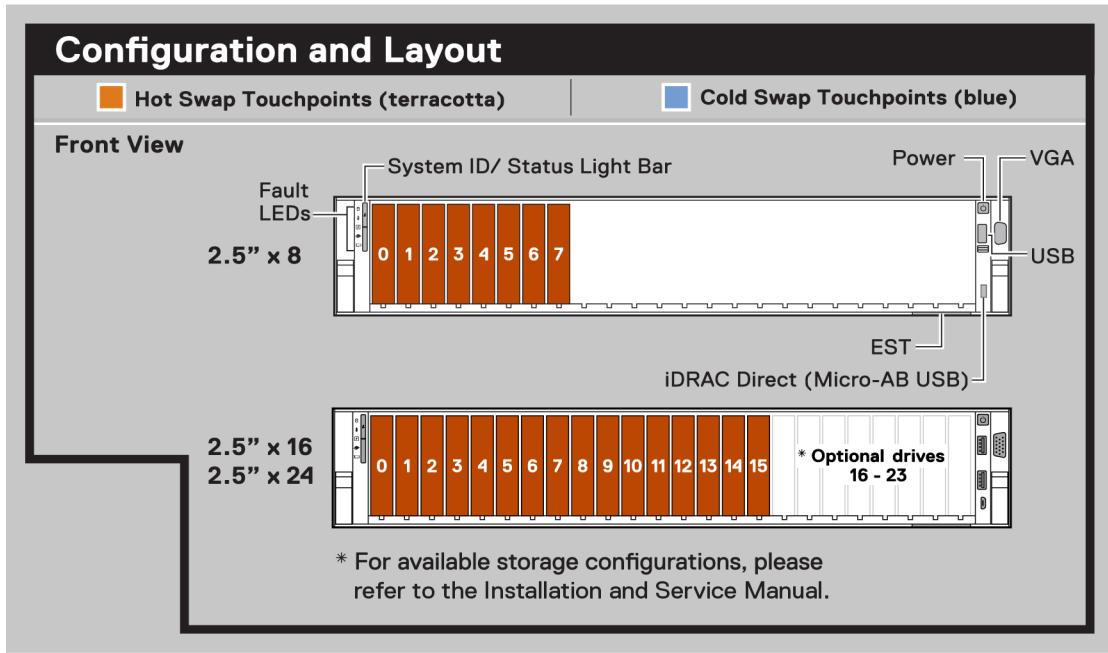 Configuration and Layout
Hot Swap Touchpoints (terracotta)
Cold Swap Touchpoints (blue)
Front View
System ID/ Status Light Bar
Power
VGA
Fault
LEDs
2.5” x 8
0 1 2 3 4 5 6 7
USB
EST
iDRAC Direct (Micro-AB USB)
2.5” x 16
2.5” x 24
0 1 2 3 4 5 6 7 8 9 10 11 12 13 14 15
* Optional drives
16 - 23
* For available storage configurations, please
refer to the Installation and Service Manual.